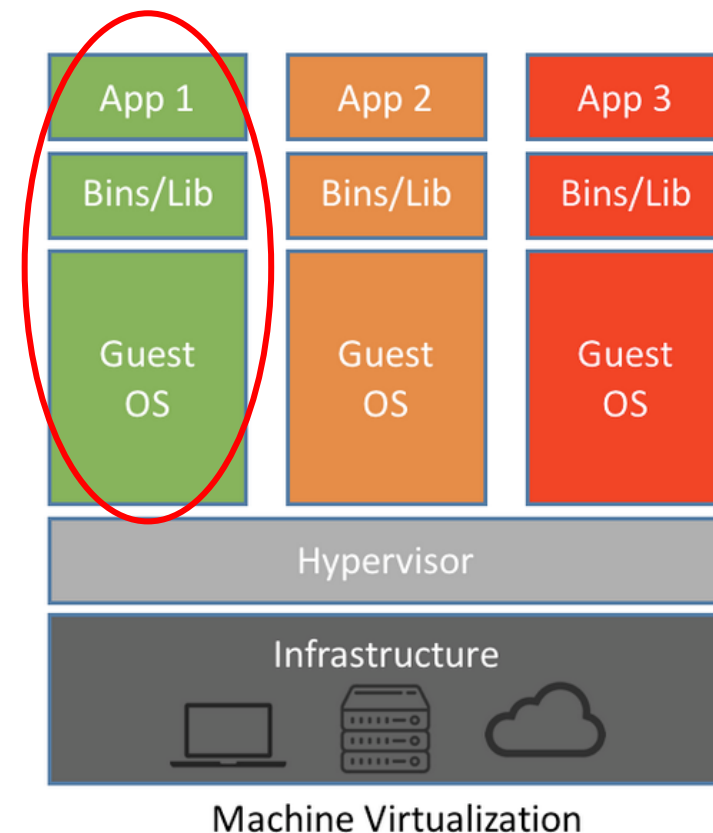 App 1
App 2
App 3
Bins/Lib
Bins/Lib
Bins/Lib
Guest
OS
Guest
OS
Guest
OS
Hypervisor
Infrastructure
Machine Virtualization